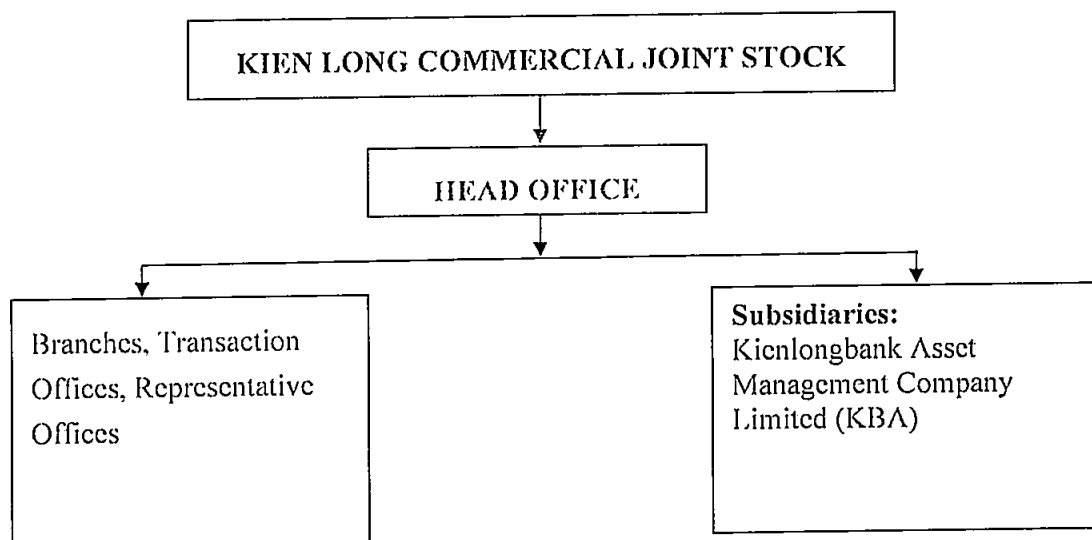 KIEN LONG COMMERCIAL JOINT STOCK
HEAD OFFICE
Branches, Transaction
Offices, Representative
Offices
Subsidiaries:
Kienlongbank Asset
Management Company
Limited (KBA)